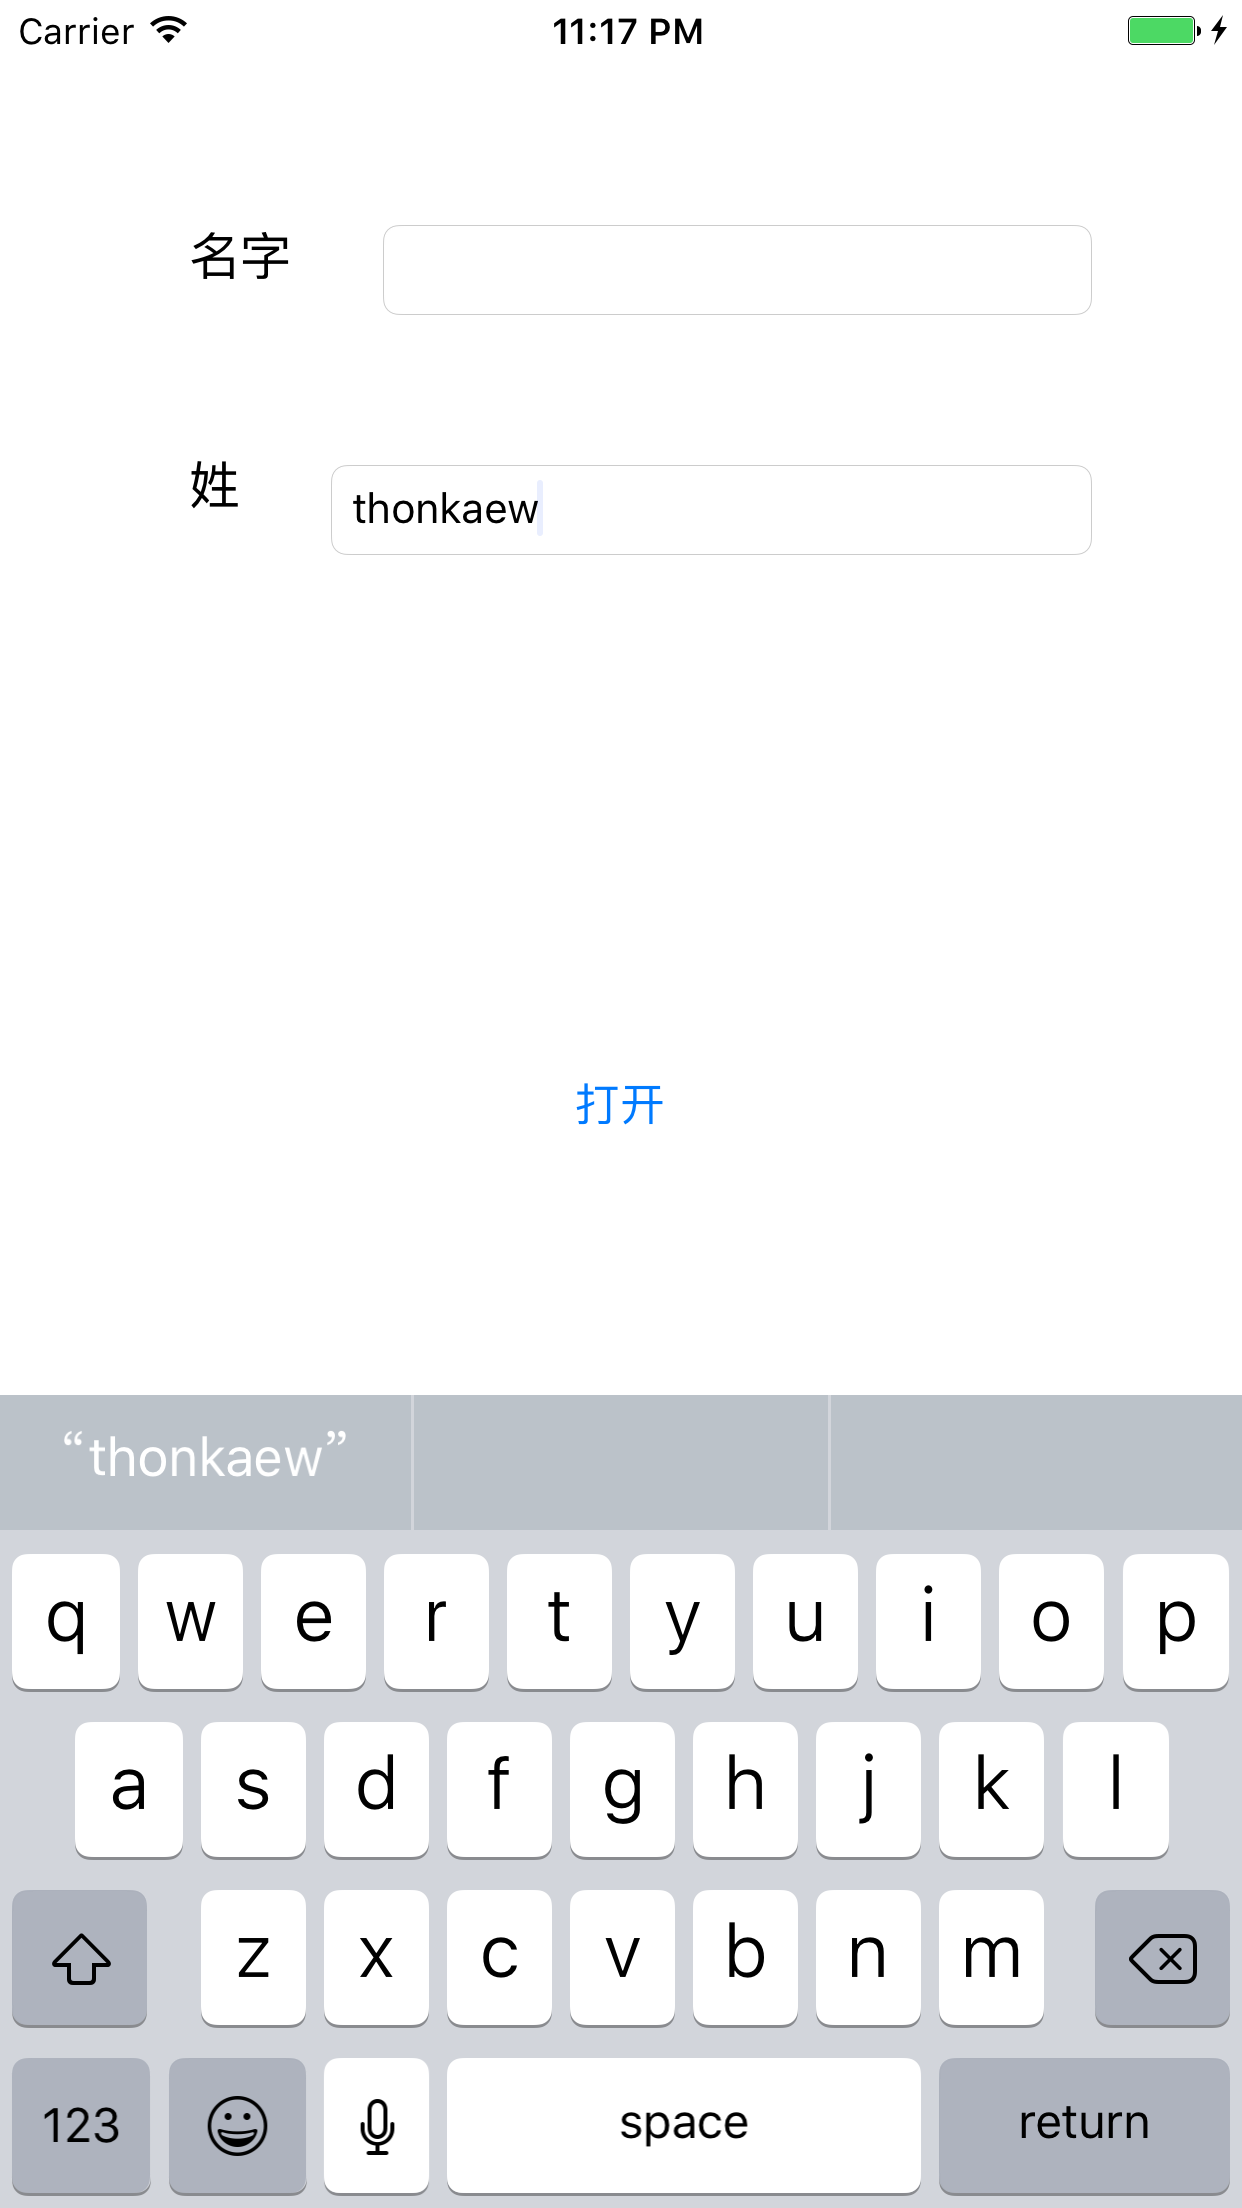 Carrier 11:17 PM
名字
姓 thonkaew
打开
“thonkaew”
q w e r t y u i o p
a s d f g h j k l
z x c v b n m
123 space return